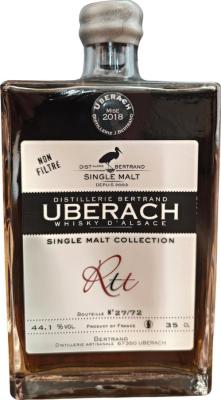 UBERACH
MISE
2018
DISTILLERIE J BERTRAND
NON
FILTRÉ
DISTILLERIE BERTRAND
SINGLE MALT
DEPUIS 2002
DISTILLERIE BERTRAND
UBERACH
WHISKY D'ALSACE
SINGLE MALT COLLECTION
Rtt
BOUTEILLE N° 27/72
44.1 % VOL. PRODUCT OF FRANCE 35 CL
BERTRAND
DISTILLERIE ARTISANALE 67350 UBERACH